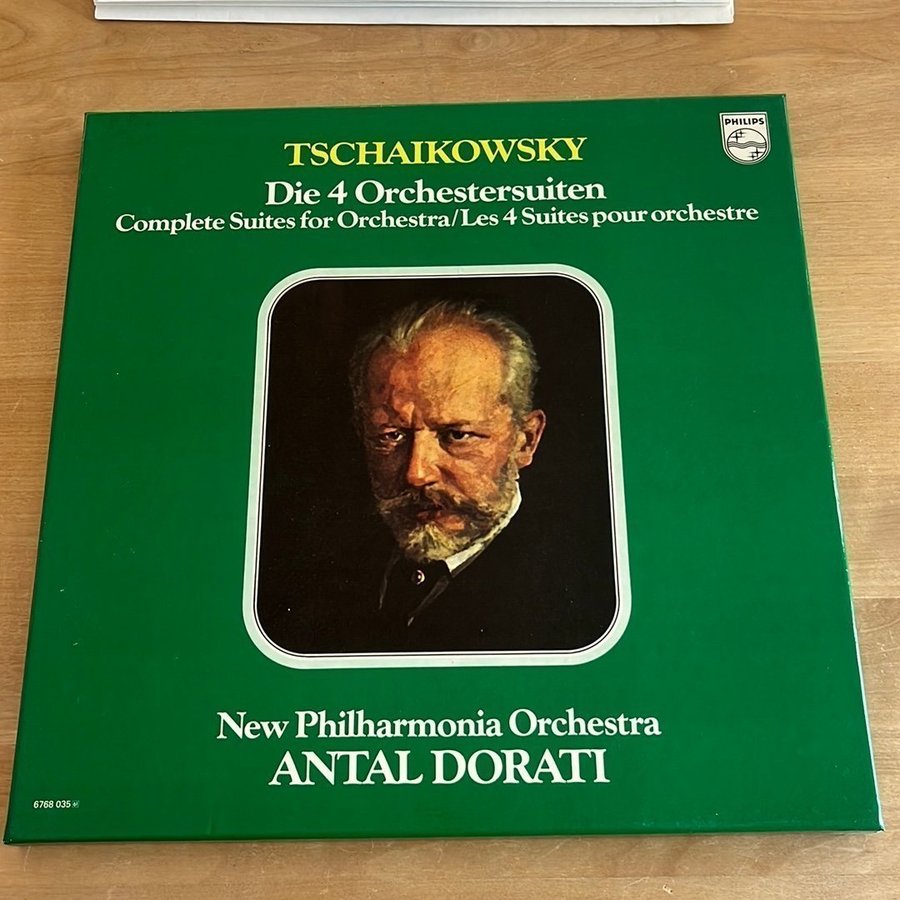 PHILIPS
TSCHAIKOWSKY
Die 4 Orchestersuiten
Complete Suites for Orchestra/Les 4 Suites pour orchestre
New Philharmonia Orchestra
ANTAL DORATI
6768 035